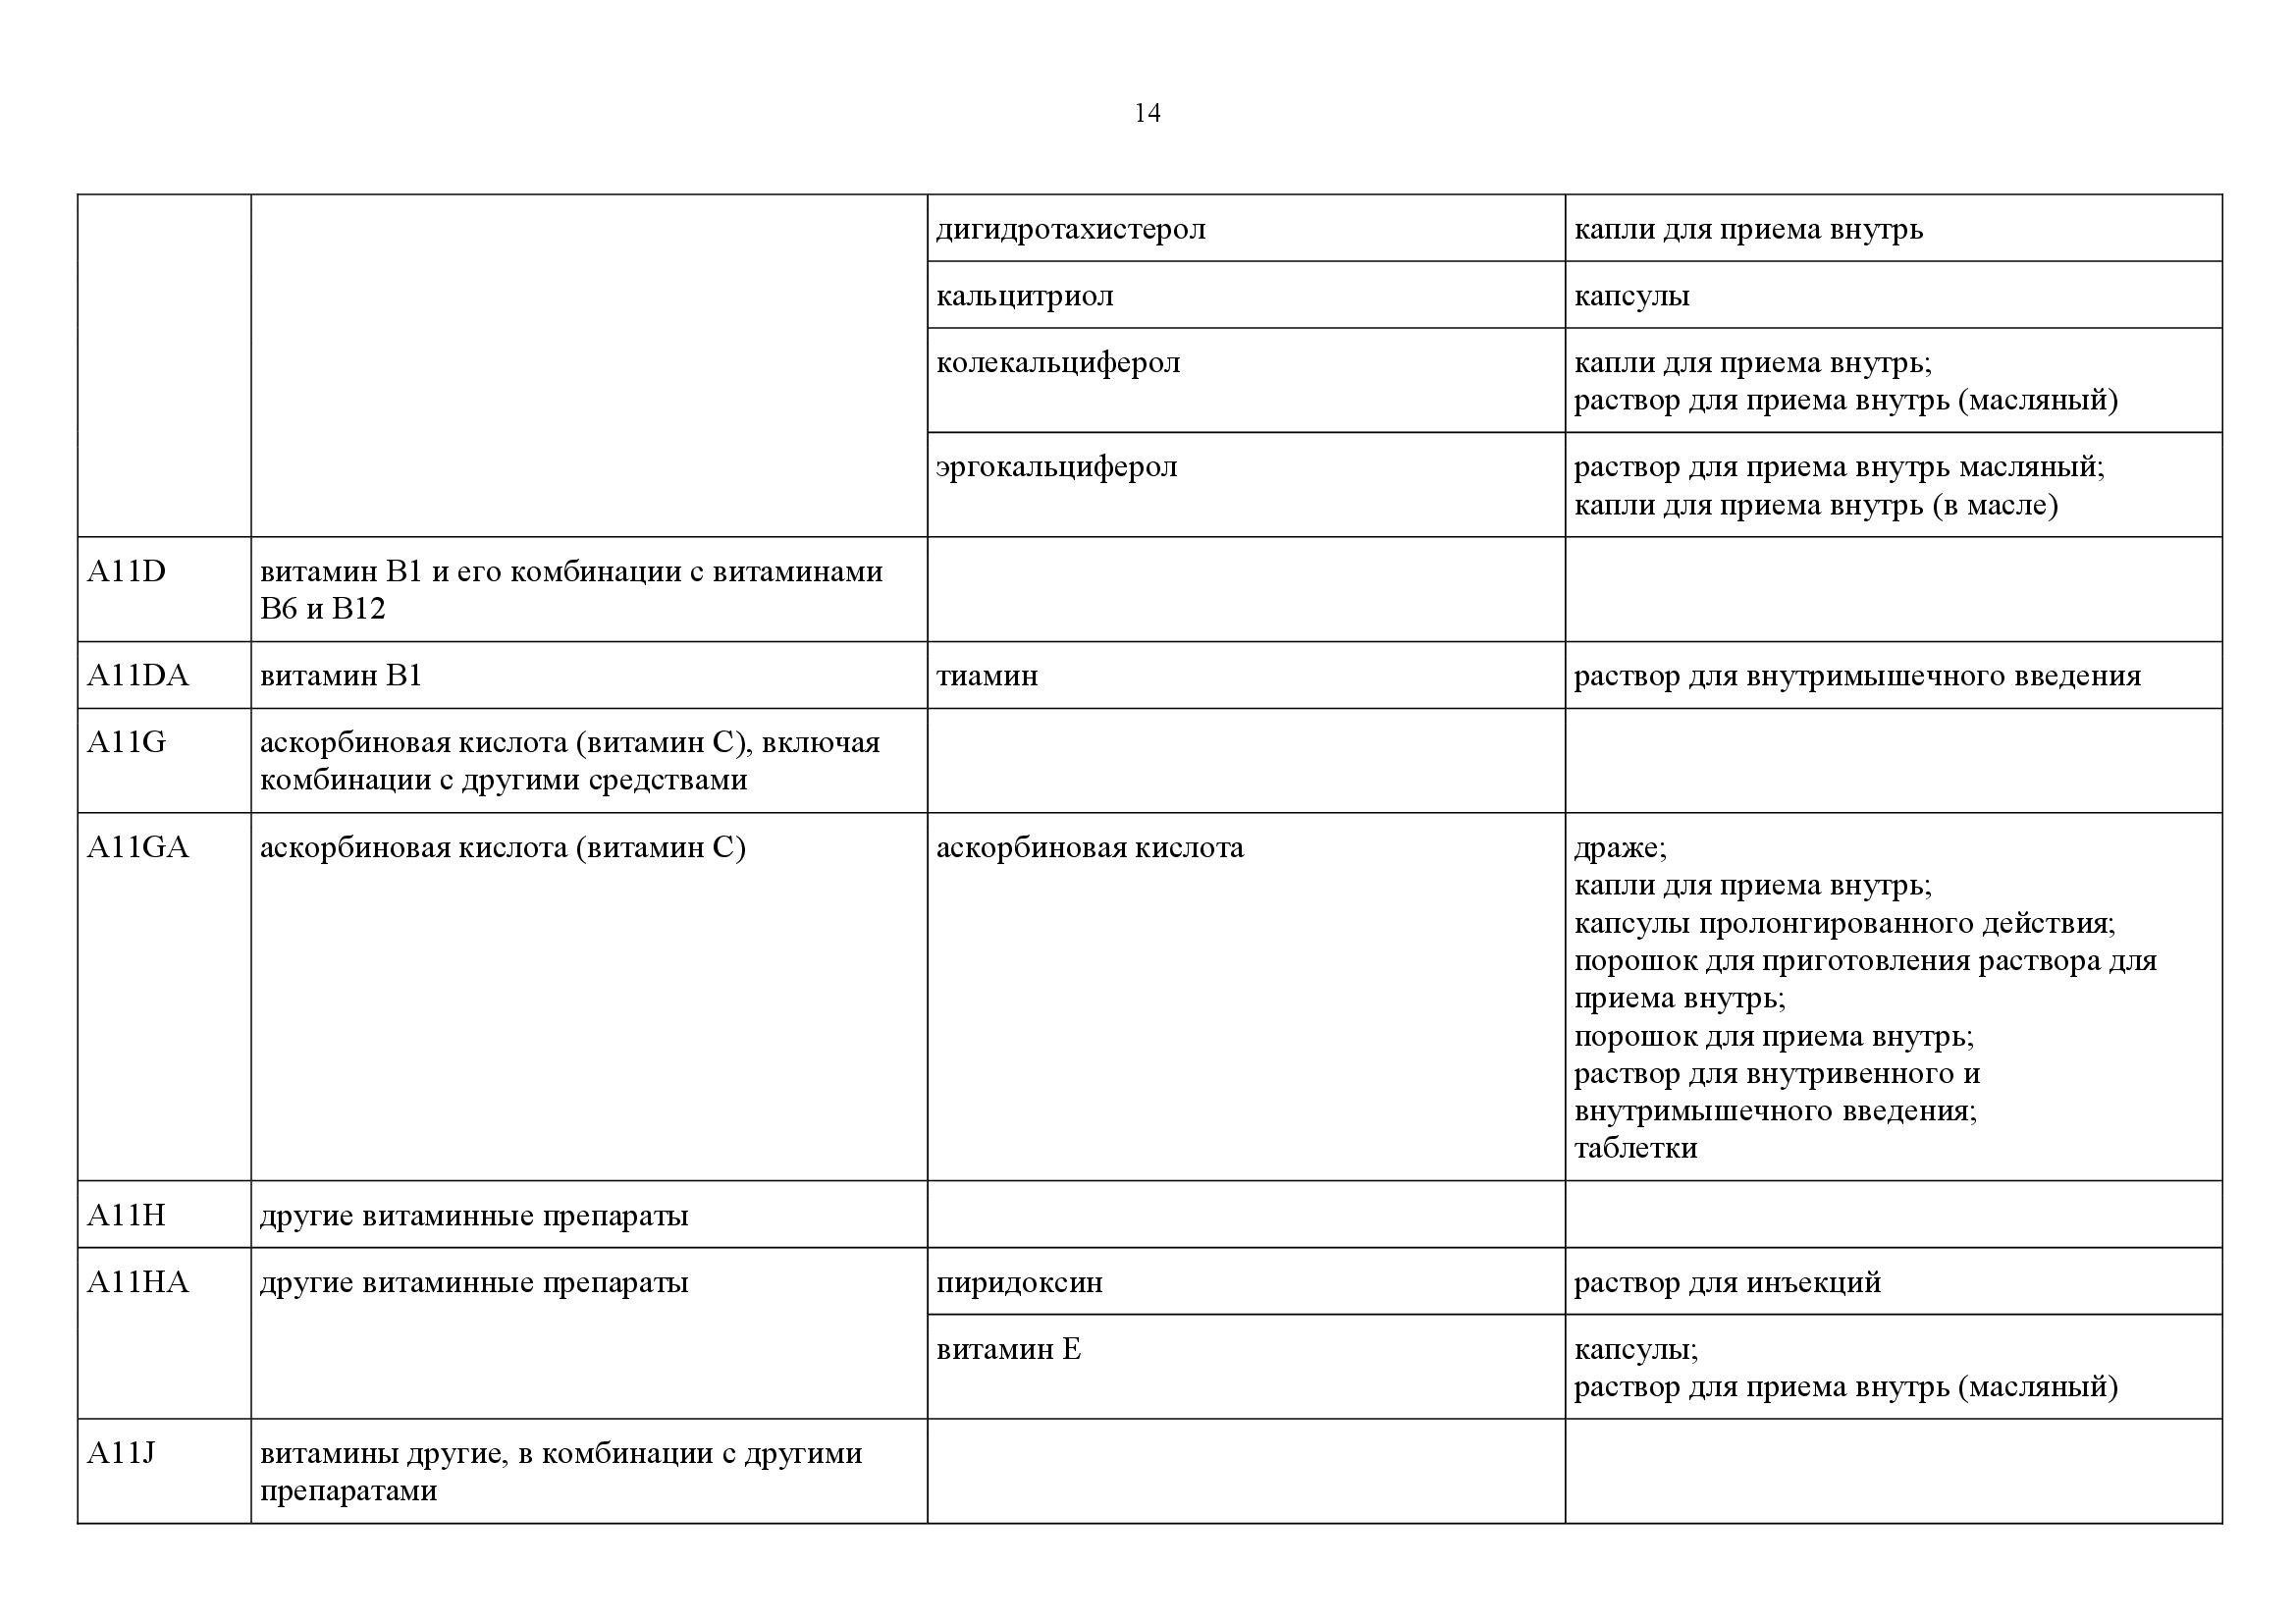 14
дигидротахистерол капли для приема внутрь
кальцитриол капсулы
колекальциферол капли для приема внутрь;
раствор для приема внутрь (масляный)
эргокальциферол раствор для приема внутрь масляный;
капли для приема внутрь (в масле)
A11D витамин B1 и его комбинации с витаминами
B6 и B12
A11DA витамин B1 тиамин раствор для внутримышечного введения
A11G аскорбиновая кислота (витамин C), включая
комбинации с другими средствами
A11GA аскорбиновая кислота (витамин C) аскорбиновая кислота драже;
капли для приема внутрь;
капсулы пролонгированного действия;
порошок для приготовления раствора для
приема внутрь;
порошок для приема внутрь;
раствор для внутривенного и
внутримышечного введения;
таблетки
A11H другие витаминные препараты
A11HA другие витаминные препараты пиридоксин раствор для инъекций
витамин E капсулы;
раствор для приема внутрь (масляный)
A11J витамины другие, в комбинации с другими
препаратами